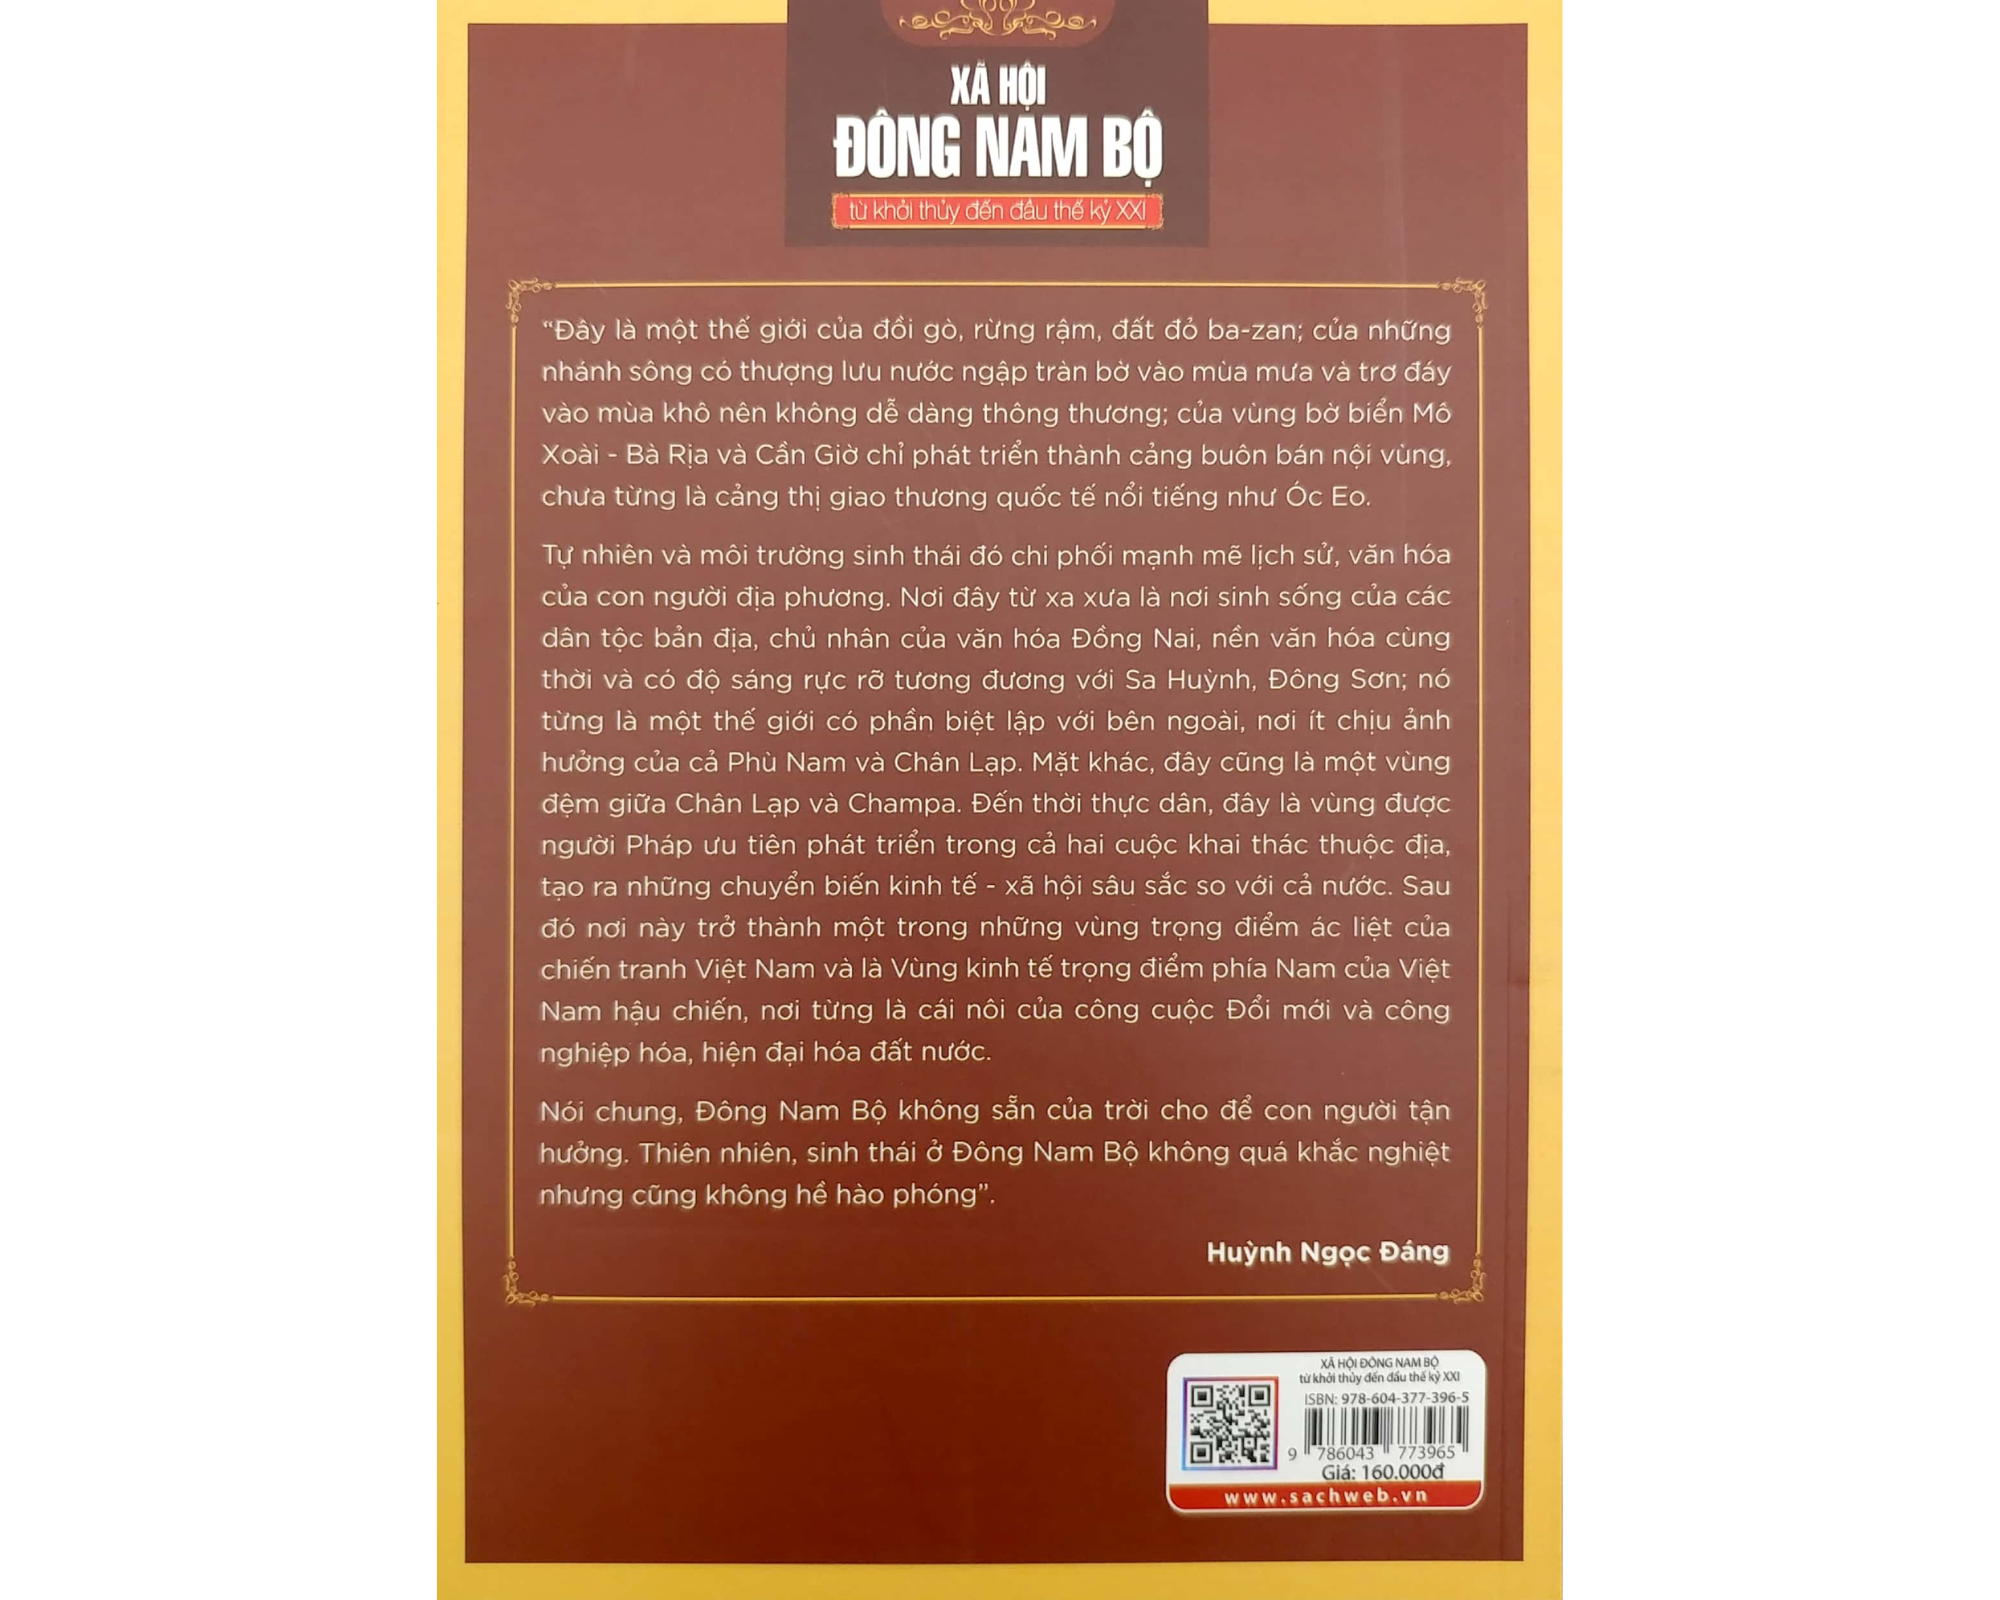 XÃ HỘI
ĐÔNG NAM BỘ
từ khởi thủy đến đầu thế kỷ XXI
“Đây là một thế giới của đồi gò, rừng rậm, đất đỏ ba-zan; của những
nhánh sông có thượng lưu nước ngập tràn bờ vào mùa mưa và trơ đáy
vào mùa khô nên không dễ dàng thông thương; của vùng bờ biển Mô
Xoài - Bà Rịa và Cần Giờ chỉ phát triển thành cảng buôn bán nội vùng,
chưa từng là cảng thị giao thương quốc tế nổi tiếng như Óc Eo.
Tự nhiên và môi trường sinh thái đó chi phối mạnh mẽ lịch sử, văn hóa
của con người địa phương. Nơi đây từ xa xưa là nơi sinh sống của các
dân tộc bản địa, chủ nhân của văn hóa Đồng Nai, nền văn hóa cùng
thời và có độ sáng rực rỡ tương đương với Sa Huỳnh, Đông Sơn; nó
từng là một thế giới có phần biệt lập với bên ngoài, nơi ít chịu ảnh
hưởng của cả Phù Nam và Chân Lạp. Mặt khác, đây cũng là một vùng
đệm giữa Chân Lạp và Champa. Đến thời thực dân, đây là vùng được
người Pháp ưu tiên phát triển trong cả hai cuộc khai thác thuộc địa,
tạo ra những chuyển biến kinh tế - xã hội sâu sắc so với cả nước. Sau
đó nơi này trở thành một trong những vùng trọng điểm ác liệt của
chiến tranh Việt Nam và là Vùng kinh tế trọng điểm phía Nam của Việt
Nam hậu chiến, nơi từng là cái nôi của công cuộc Đổi mới và công
nghiệp hóa, hiện đại hóa đất nước.
Nói chung, Đông Nam Bộ không sẵn của trời cho để con người tận
hưởng. Thiên nhiên, sinh thái ở Đông Nam Bộ không quá khắc nghiệt
nhưng cũng không hề hào phóng”.
Huỳnh Ngọc Đáng
XÃ HỘI ĐÔNG NAM BỘ
từ khởi thủy đến đầu thế kỷ XXI
ISBN: 978-604-377-396-5
9 786043 773965
Giá: 160.000đ
www.sachweb.vn